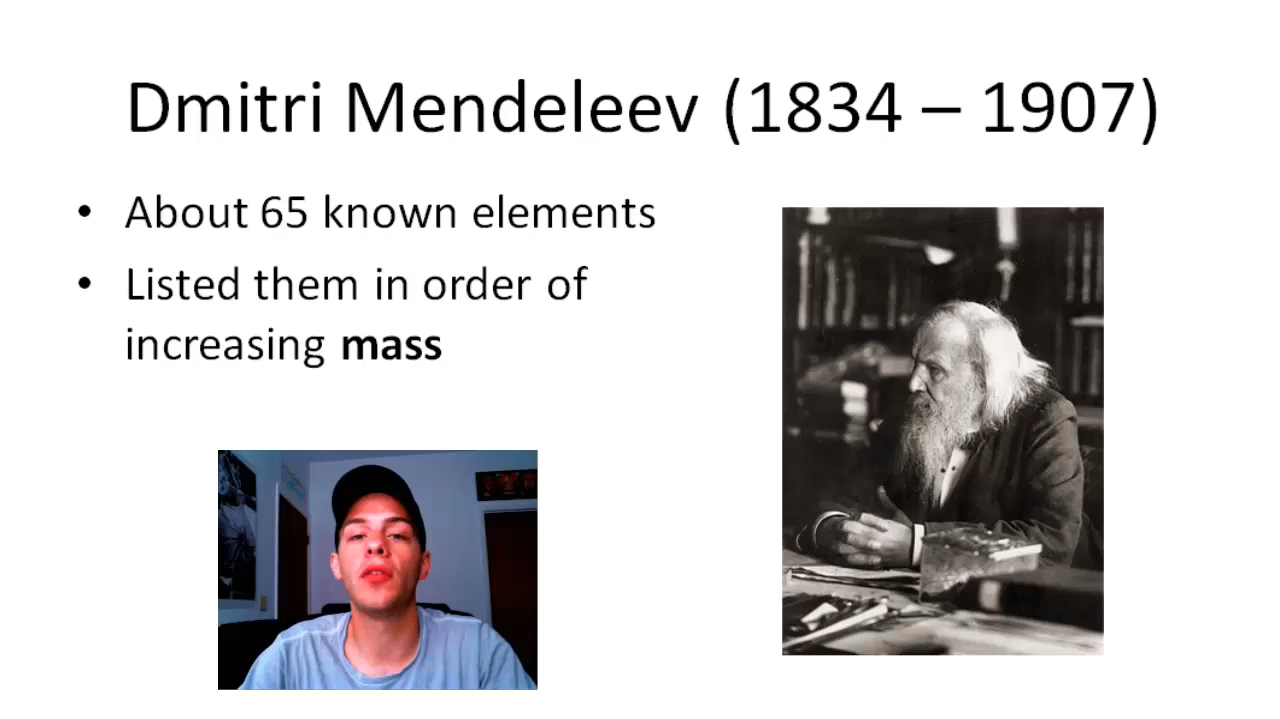 Dmitri Mendeleev (1834 – 1907)
• About 65 known elements
• Listed them in order of
increasing mass